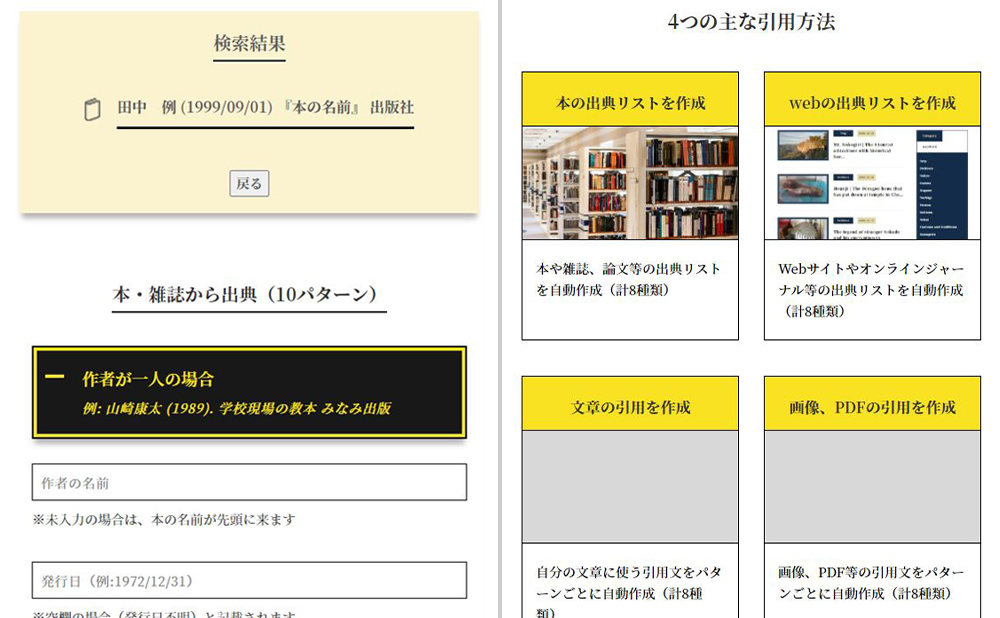 検索結果
田中　例 (1999/09/01) 『本の名前』 出版社
戻る
本・雑誌から出典（10パターン）
作者が一人の場合
例: 山崎康太 (1989). 学校現場の教本 みなみ出版
作者の名前
※未入力の場合は、本の名前が先頭に来ます
発行日（例:1972/12/31）
4つの主な引用方法
本の出典リストを作成
本や雑誌、論文等の出典リスト
を自動作成（計8種類）
webの出典リストを作成
Webサイトやオンラインジャー
ナル等の出典リストを自動作成
（計8種類）
文章の引用を作成
自分の文章に使う引用文をパタ
ーンごとに自動作成（計8種
類）
画像、PDFの引用を作成
画像、PDF等の引用文をパター
ンごとに自動作成（計8種類）